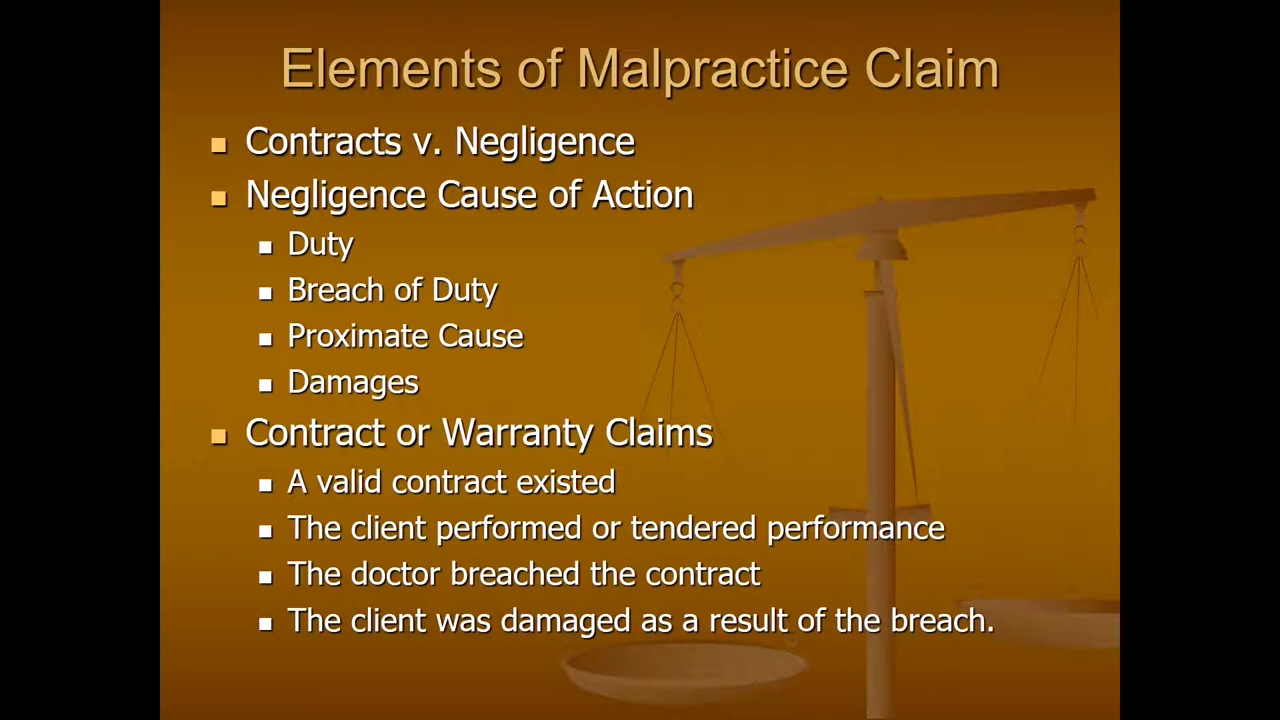 Elements of Malpractice Claim
Contracts v. Negligence
Negligence Cause of Action
Duty
Breach of Duty
Proximate Cause
Damages
Contract or Warranty Claims
A valid contract existed
The client performed or tendered performance
The doctor breached the contract
The client was damaged as a result of the breach.